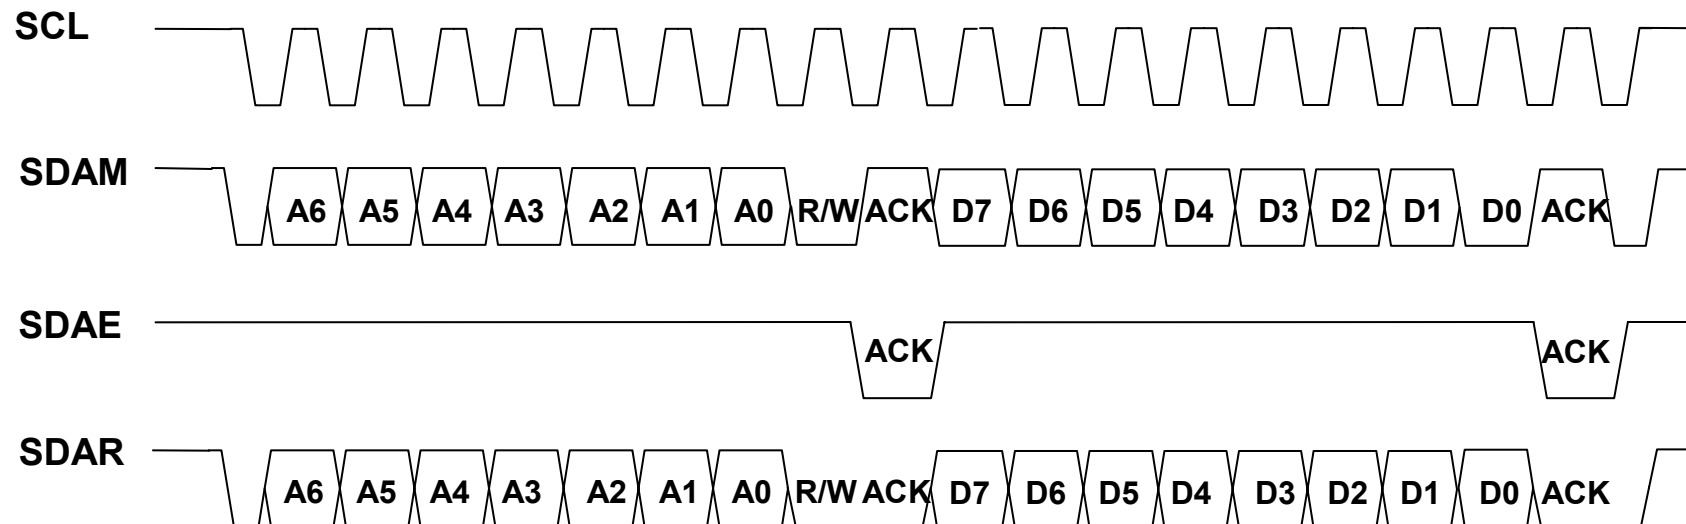 SCL
SDAM A6 A5 A4 A3 A2 A1 A0 R/W ACK D7 D6 D5 D4 D3 D2 D1 D0 ACK
SDAE ACK ACK
SDAR A6 A5 A4 A3 A2 A1 A0 R/W ACK D7 D6 D5 D4 D3 D2 D1 D0 ACK